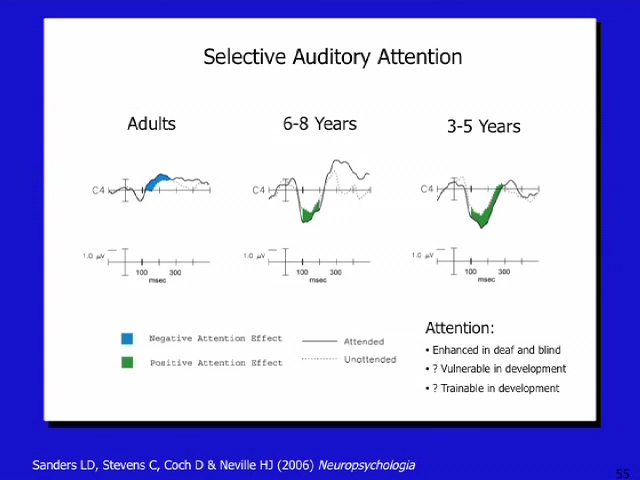 Selective Auditory Attention
Adults
6-8 Years
3-5 Years
C4
C4
C4
1.0 µV
100 300
msec
1.0 µV
100 300
msec
1.0 µV
100 300
msec
Negative Attention Effect
Positive Attention Effect
Attended
Unottended
Attention:
• Enhanced in deaf and blind
• ? Vulnerable in development
• ? Trainable in development
Sanders LD, Stevens C, Coch D & Neville HJ (2006) Neuropsychologia
55